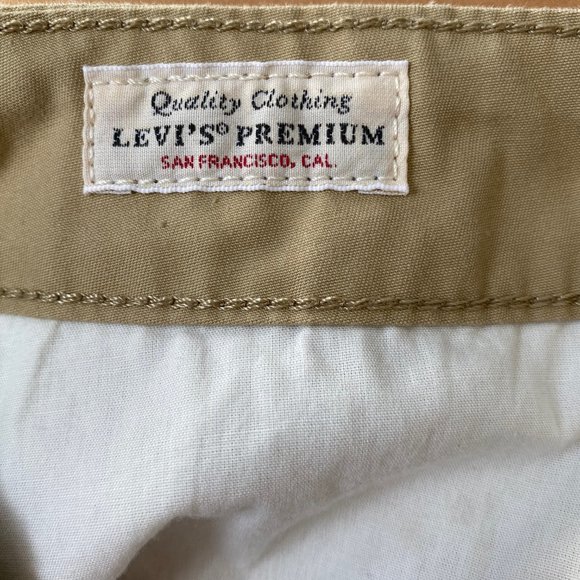 Quality Clothing
LEVI'S® PREMIUM
SAN FRANCISCO, CAL.